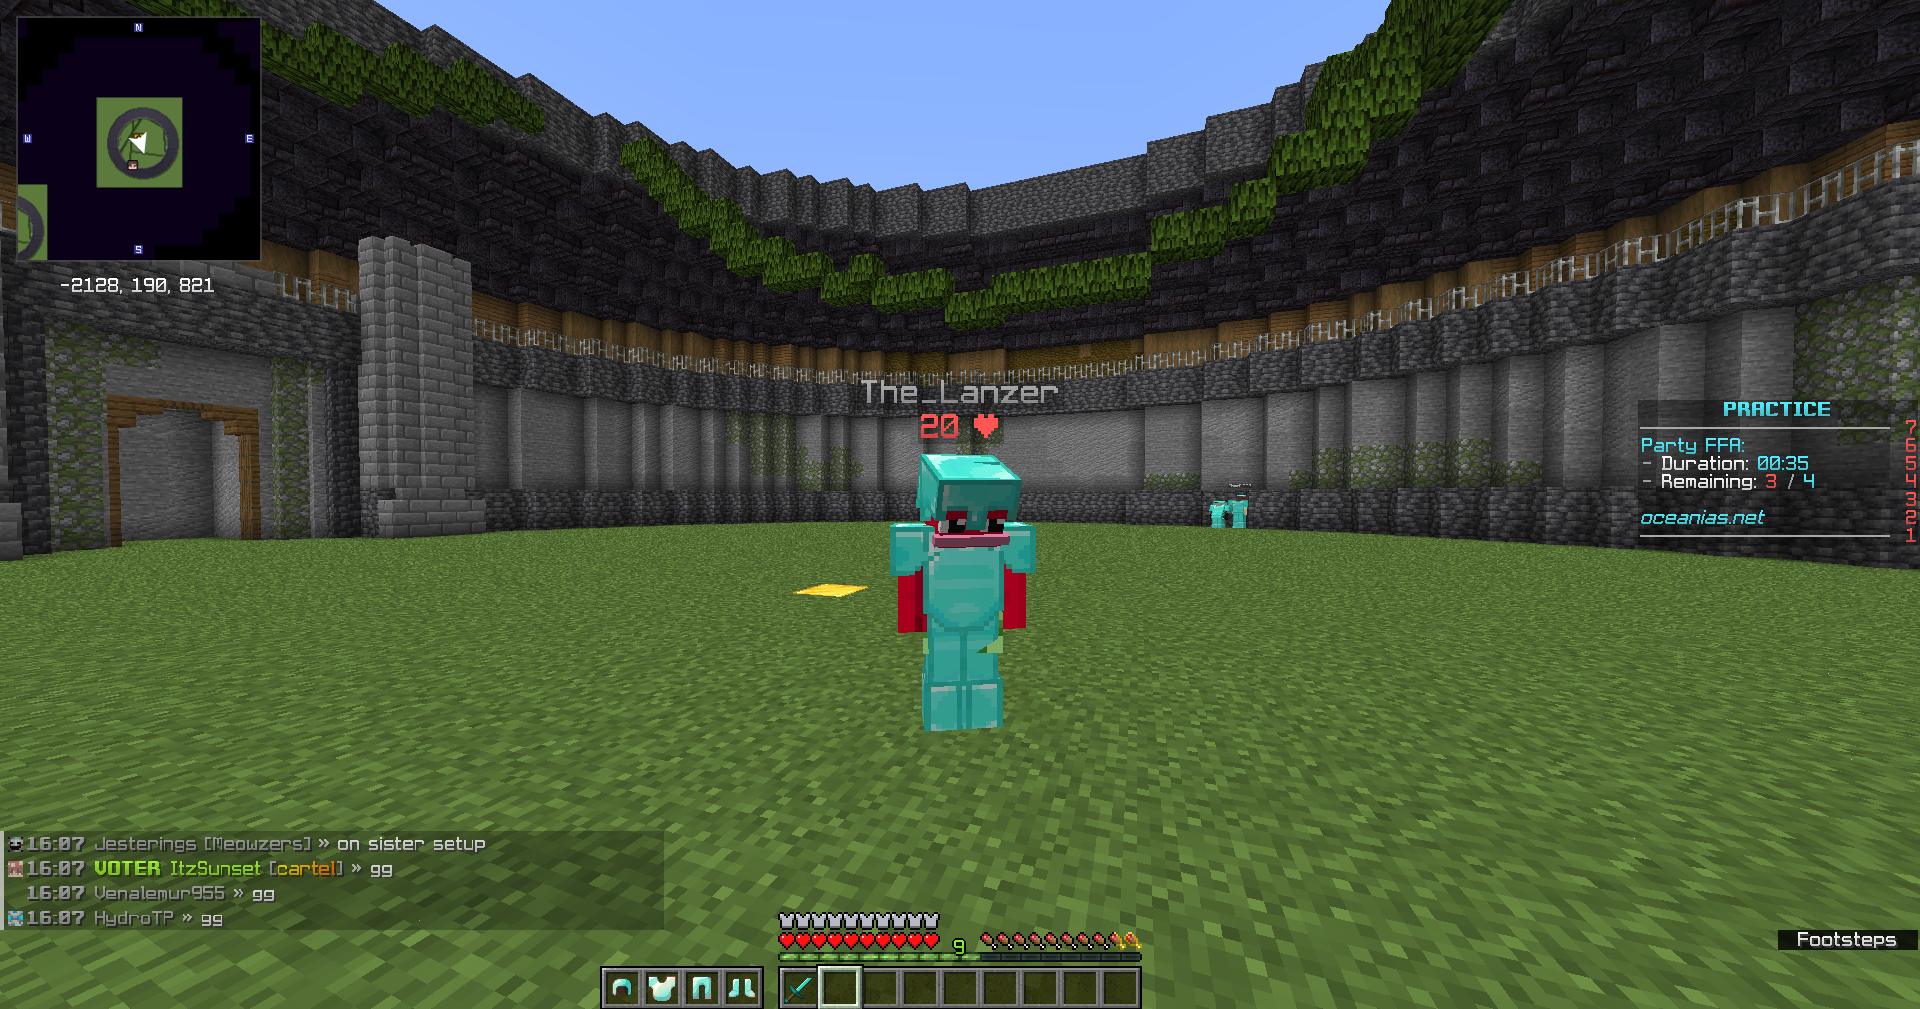 N
W
E
S
-2128, 190, 821
The_Lanzer
20 ♥
PRACTICE
7
Party FFA: 6
- Duration: 00:35 5
- Remaining: 3 / 4 4
3
oceanias.net 2
1
16:07 Jesterings [Meowzers] » on sister setup
16:07 VOTER ItzSunset [cartel] » gg
16:07 Venalemur955 » gg
16:07 HydroTP » gg
9
Footsteps